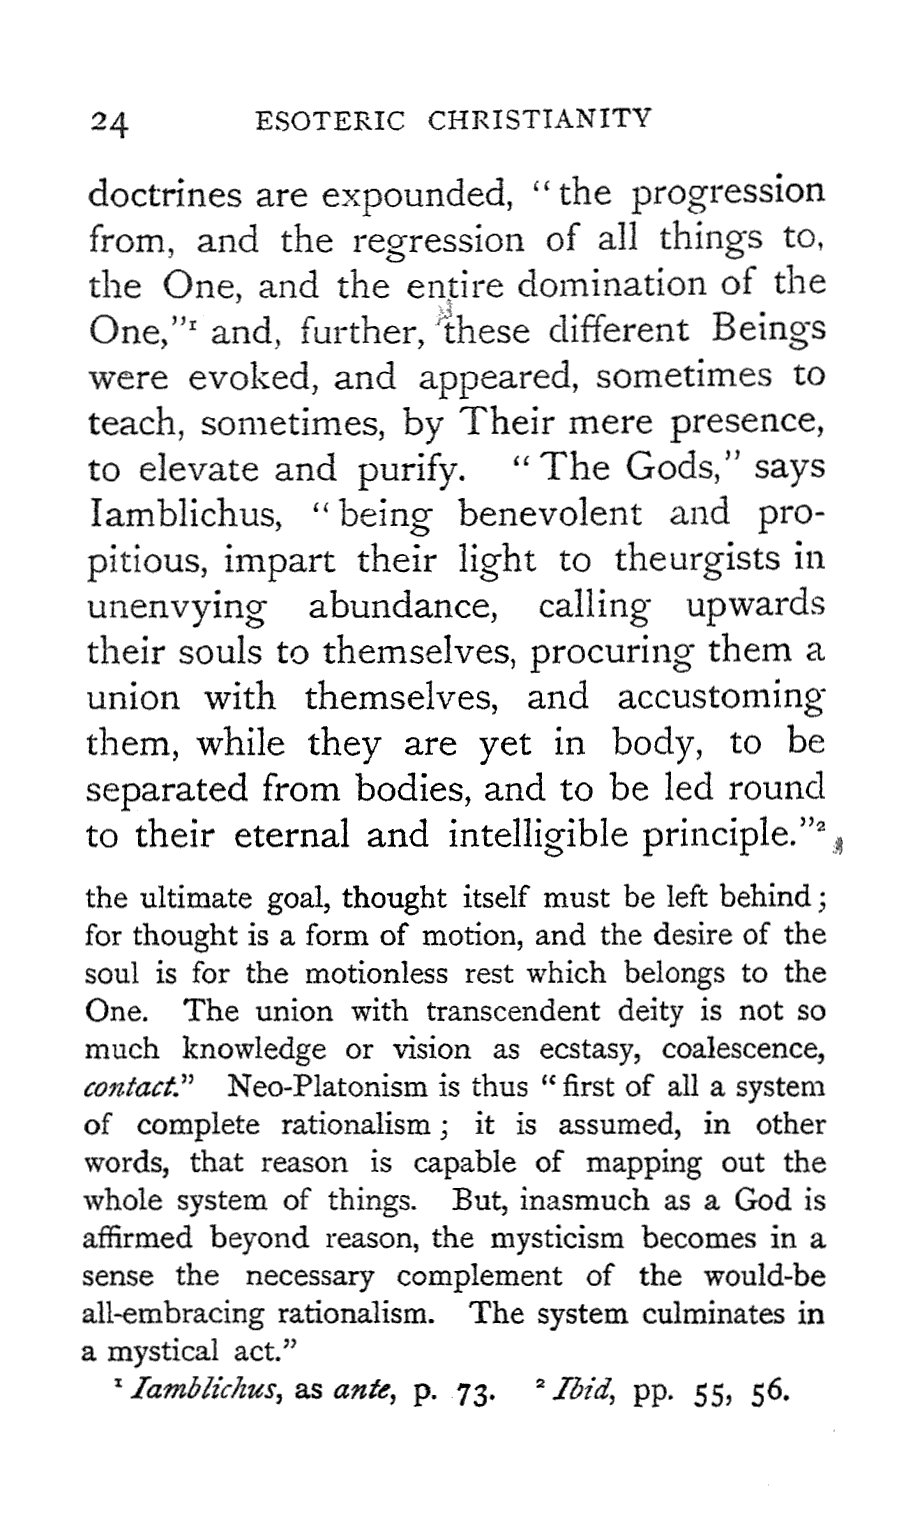 24 ESOTERIC CHRISTIANITY
doctrines are expounded, “the progression
from, and the regression of all things to,
the One, and the entire domination of the
One,”¹ and, further, these different Beings
were evoked, and appeared, sometimes to
teach, sometimes, by Their mere presence,
to elevate and purify. “The Gods,” says
Iamblichus, “being benevolent and pro-
pitious, impart their light to theurgists in
unenvying abundance, calling upwards
their souls to themselves, procuring them a
union with themselves, and accustoming
them, while they are yet in body, to be
separated from bodies, and to be led round
to their eternal and intelligible principle.”²
the ultimate goal, thought itself must be left behind;
for thought is a form of motion, and the desire of the
soul is for the motionless rest which belongs to the
One. The union with transcendent deity is not so
much knowledge or vision as ecstasy, coalescence,
contact.” Neo-Platonism is thus “first of all a system
of complete rationalism; it is assumed, in other
words, that reason is capable of mapping out the
whole system of things. But, inasmuch as a God is
affirmed beyond reason, the mysticism becomes in a
sense the necessary complement of the would-be
all-embracing rationalism. The system culminates in
a mystical act.”
¹ Iamblichus, as ante, p. 73. ² Ibid, pp. 55, 56.